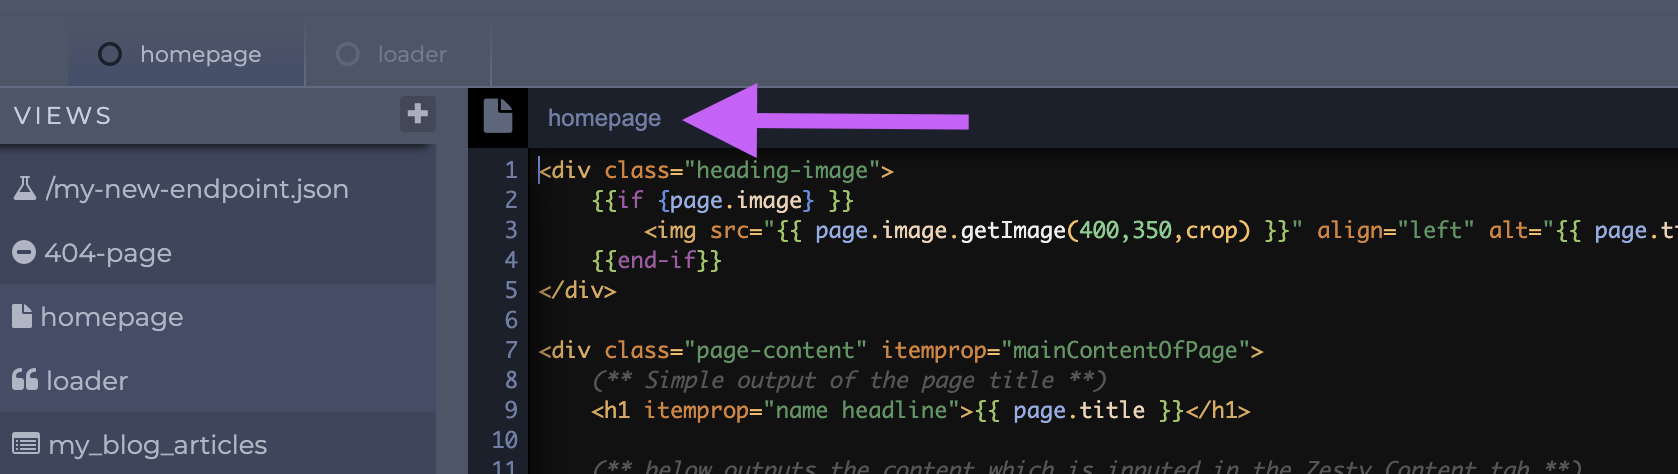 homepage
loader
VIEWS
/my-new-endpoint.json
404-page
homepage
loader
my_blog_articles
homepage
1 <div class="heading-image">
2     {{if {page.image} }}
3         <img src="{{ page.image.getImage(400,350,crop) }}" align="left" alt="{{ page.ti
4     {{end-if}}
5 </div>
6
7 <div class="page-content" itemprop="mainContentOfPage">
8     (** Simple output of the page title **)
9     <h1 itemprop="name headline">{{ page.title }}</h1>
10
11     (** below outputs the content which is inputed in the Zesty Content tab **)